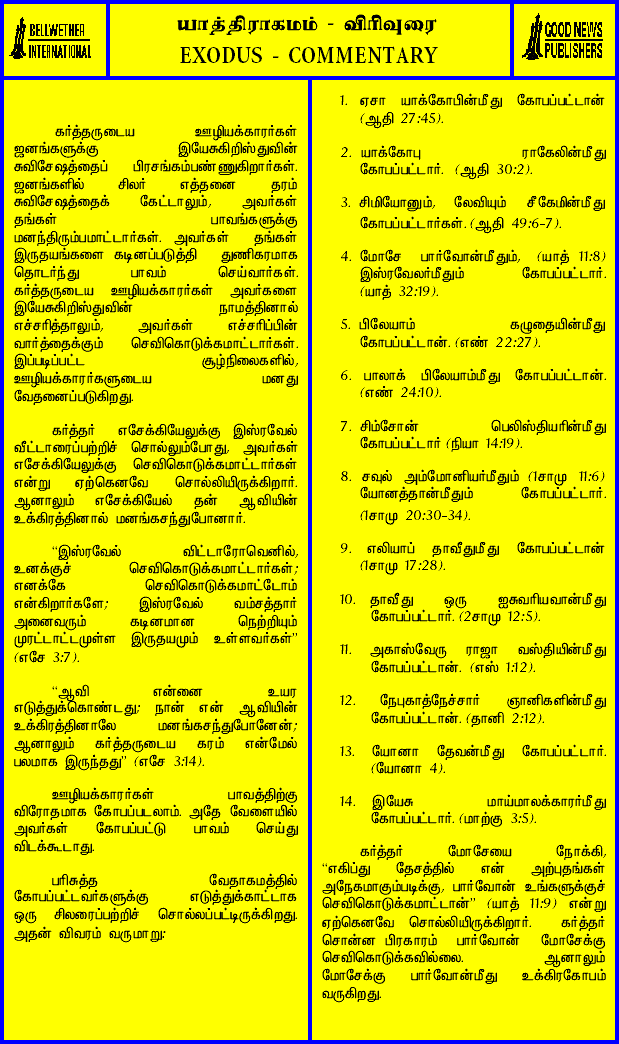 BELLWETHER
INTERNATIONAL
யாத்திராகமம் - விரிவுரை
EXODUS - COMMENTARY
GOOD NEWS
PUBLISHERS
கர்த்தருடைய ஊழியக்காரர்கள்
ஜனங்களுக்கு இயேசுகிறிஸ்துவின்
சுவிசேஷத்தைப் பிரசங்கம்பண்ணுகிறார்கள்.
ஜனங்களில் சிலர் எத்தனை தரம்
சுவிசேஷத்தைக் கேட்டாலும், அவர்கள்
தங்கள் பாவங்களுக்கு
மனந்திரும்பமாட்டார்கள். அவர்கள் தங்கள்
இருதயங்களை கடினப்படுத்தி துணிகரமாக
தொடர்ந்து பாவம் செய்வார்கள்.
கர்த்தருடைய ஊழியக்காரர்கள் அவர்களை
இயேசுகிறிஸ்துவின் நாமத்தினால்
எச்சரித்தாலும், அவர்கள் எச்சரிப்பின்
வார்த்தைக்கும் செவிகொடுக்கமாட்டார்கள்.
இப்படிப்பட்ட சூழ்நிலைகளில்,
ஊழியக்காரர்களுடைய மனது
வேதனைப்படுகிறது.
கர்த்தர் எசேக்கியேலுக்கு இஸ்ரவேல்
வீட்டாரைப்பற்றிச் சொல்லும்போது, அவர்கள்
எசேக்கியேலுக்கு செவிகொடுக்கமாட்டார்கள்
என்று ஏற்கெனவே சொல்லியிருக்கிறார்.
ஆனாலும் எசேக்கியேல் தன் ஆவியின்
உக்கிரத்தினால் மனங்கசந்துபோனார்.
“இஸ்ரவேல் விட்டாரோவெனில்,
உனக்குச் செவிகொடுக்கமாட்டார்கள்;
எனக்கே செவிகொடுக்கமாட்டோம்
என்கிறார்களே; இஸ்ரவேல் வம்சத்தார்
அனைவரும் கடினமான நெற்றியும்
முரட்டாட்டமுள்ள இருதயமும் உள்ளவர்கள்”
(எசே 3:7).
“ஆவி என்னை உயர
எடுத்துக்கொண்டது; நான் என் ஆவியின்
உக்கிரத்தினாலே மனங்கசந்துபோனேன்;
ஆனாலும் கர்த்தருடைய கரம் என்மேல்
பலமாக இருந்தது” (எசே 3:14).
ஊழியக்காரர்கள் பாவத்திற்கு
விரோதமாக கோபப்படலாம். அதே வேளையில்
அவர்கள் கோபப்பட்டு பாவம் செய்து
விடக்கூடாது.
பரிசுத்த வேதாகமத்தில்
கோபப்பட்டவர்களுக்கு எடுத்துக்காட்டாக
ஒரு சிலரைப்பற்றிச் சொல்லப்பட்டிருக்கிறது.
அதன் விவரம் வருமாறு:
1. ஏசா யாக்கோபின்மீது கோபப்பட்டான்
(ஆதி 27:45).
2. யாக்கோபு ராகேலின்மீது
கோபப்பட்டார். (ஆதி 30:2).
3. சிமியோனும், லேவியும் சீகேமின்மீது
கோபப்பட்டார்கள். (ஆதி 49:6-7).
4. மோசே பார்வோன்மீதும், (யாத் 11:8)
இஸ்ரவேலர்மீதும் கோபப்பட்டார்.
(யாத் 32:19).
5. பிலேயாம் கழுதையின்மீது
கோபப்பட்டான். (எண் 22:27).
6. பாலாக் பிலேயாம்மீது கோபப்பட்டான்.
(எண் 24:10).
7. சிம்சோன் பெலிஸ்தியரின்மீது
கோபப்பட்டார் (நியா 14:19).
8. சவுல் அம்மோனியர்மீதும் (1சாமு 11:6)
யோனத்தான்மீதும் கோபப்பட்டார்.
(1சாமு 20:30-34).
9. எலியாப் தாவீதுமீது கோபப்பட்டான்
(1சாமு 17:28).
10. தாவீது ஒரு ஐசுவரியவான்மீது
கோபப்பட்டார். (2சாமு 12:5).
11. அகாஸ்வேரு ராஜா வஸ்தியின்மீது
கோபப்பட்டான். (எஸ் 1:12).
12. நேபுகாத்நேச்சார் ஞானிகளின்மீது
கோபப்பட்டான். (தானி 2:12).
13. யோனா தேவன்மீது கோபப்பட்டார்.
(யோனா 4).
14. இயேசு மாய்மாலக்காரர்மீது
கோபப்பட்டார். (மாற்கு 3:5).
கர்த்தர் மோசேயை நோக்கி,
“எகிப்து தேசத்தில் என் அற்புதங்கள்
அநேகமாகும்படிக்கு, பார்வோன் உங்களுக்குச்
செவிகொடுக்கமாட்டான்” (யாத் 11:9) என்று
ஏற்கெனவே சொல்லியிருக்கிறார். கர்த்தர்
சொன்ன பிரகாரம் பார்வோன் மோசேக்கு
செவிகொடுக்கவில்லை. ஆனாலும்
மோசேக்கு பார்வோன்மீது உக்கிரகோபம்
வருகிறது.